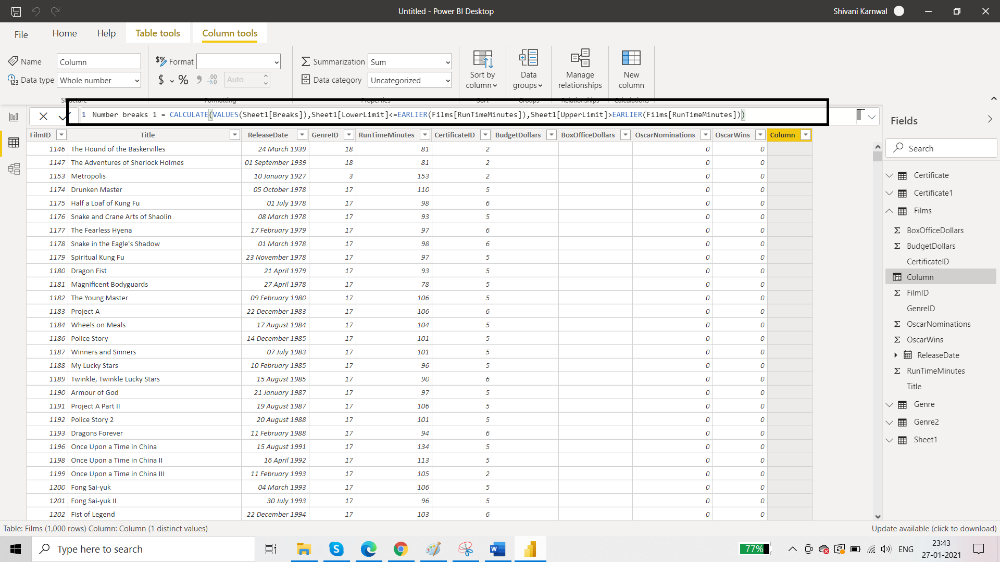 Untitled - Power BI Desktop
Shivani Karnwal
File Home Help Table tools Column tools
Name Column
Data type Whole number
Structure
$% Format
$ % 9 .00 Auto
Formatting
Summarization Sum
Data category Uncategorized
Properties
Sort by column
Sort
Data groups
Groups
Manage relationships
Relationships
New column
Calculations
1 Number breaks 1 = CALCULATE(VALUES(Sheet1[Breaks]),Sheet1[LowerLimit]<=EARLIER(Films[RunTimeMinutes]),Sheet1[UpperLimit]>EARLIER(Films[RunTimeMinutes]))
FilmID Title ReleaseDate GenreID RunTimeMinutes CertificateID BudgetDollars BoxOfficeDollars OscarNominations OscarWins Column
1146 The Hound of the Baskervilles 24 March 1939 18 81 2 0 0
1147 The Adventures of Sherlock Holmes 01 September 1939 18 81 2 0 0
1153 Metropolis 10 January 1927 3 153 2 0 0
1174 Drunken Master 05 October 1978 17 110 5 0 0
1175 Half a Loaf of Kung Fu 01 July 1978 17 98 6 0 0
1176 Snake and Crane Arts of Shaolin 08 March 1978 17 93 5 0 0
1177 The Fearless Hyena 17 February 1979 17 97 6 0 0
1178 Snake in the Eagle's Shadow 01 March 1978 17 98 6 0 0
1179 Spiritual Kung Fu 23 November 1978 17 97 5 0 0
1180 Dragon Fist 21 April 1979 17 93 5 0 0
1181 Magnificent Bodyguards 27 April 1978 17 78 5 0 0
1182 The Young Master 09 February 1980 17 106 5 0 0
1183 Project A 22 December 1983 17 106 6 0 0
1184 Wheels on Meals 17 August 1984 17 104 5 0 0
1186 Police Story 14 December 1985 17 101 5 0 0
1187 Winners and Sinners 07 July 1983 17 101 5 0 0
1188 My Lucky Stars 10 February 1985 17 96 5 0 0
1189 Twinkle, Twinkle Lucky Stars 15 August 1985 17 90 6 0 0
1190 Armour of God 21 January 1987 17 97 5 0 0
1191 Project A Part II 19 August 1987 17 106 5 0 0
1192 Police Story 2 20 August 1988 17 101 5 0 0
1193 Dragons Forever 11 February 1988 17 94 6 0 0
1196 Once Upon a Time in China 15 August 1991 17 134 5 0 0
1198 Once Upon a Time in China II 16 April 1992 17 113 5 0 0
1199 Once Upon a Time in China III 11 February 1993 17 105 2 0 0
1200 Fong Sai-yuk 04 March 1993 17 106 5 0 0
1201 Fong Sai-yuk II 30 July 1993 17 96 5 0 0
1202 Fist of Legend 22 December 1994 17 103 6 0 0
Fields
Search
Certificate
Certificate1
Films
BoxOfficeDollars
BudgetDollars
CertificateID
Column
FilmID
GenreID
OscarNominations
OscarWins
ReleaseDate
RunTimeMinutes
Title
Genre
Genre2
Sheet1
Table: Films (1,000 rows) Column: Column (1 distinct values)
Update available (click to download)
Type here to search
77%
ENG
23:43
27-01-2021